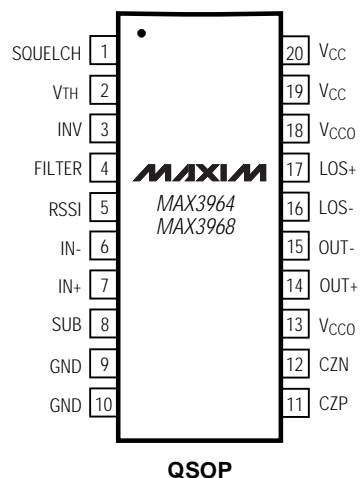 SQUELCH 1
VTH 2
INV 3
FILTER 4
RSSI 5
IN- 6
IN+ 7
SUB 8
GND 9
GND 10
MAXIM
MAX3964
MAX3968
20 VCC
19 VCC
18 VCCO
17 LOS+
16 LOS-
15 OUT-
14 OUT+
13 VCCO
12 CZN
11 CZP
QSOP